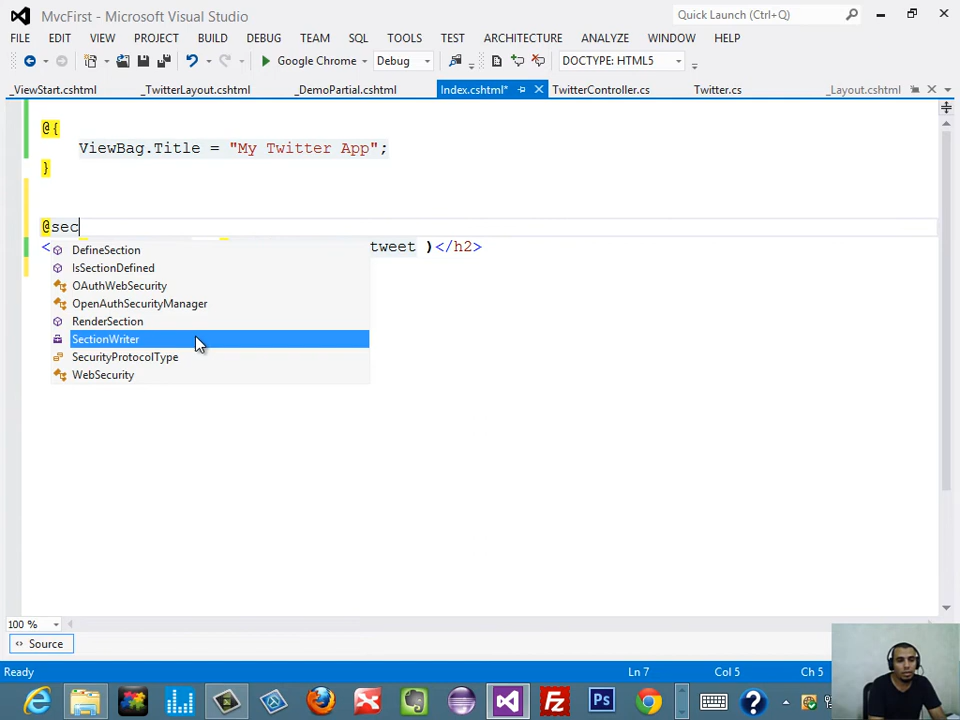 MvcFirst - Microsoft Visual Studio
Quick Launch (Ctrl+Q)
FILE EDIT VIEW PROJECT BUILD DEBUG TEAM SQL TOOLS TEST ARCHITECTURE ANALYZE WINDOW HELP
Google Chrome Debug DOCTYPE: HTML5
_ViewStart.cshtml _TwitterLayout.cshtml _DemoPartial.cshtml Index.cshtml* TwitterController.cs Twitter.cs _Layout.cshtml
@{
ViewBag.Title = "My Twitter App";
}
@sec
< tweet )</h2>
DefineSection
IsSectionDefined
OAuthWebSecurity
OpenAuthSecurityManager
RenderSection
SectionWriter
SecurityProtocolType
WebSecurity
100 %
Source
Ready Ln 7 Col 5 Ch 5